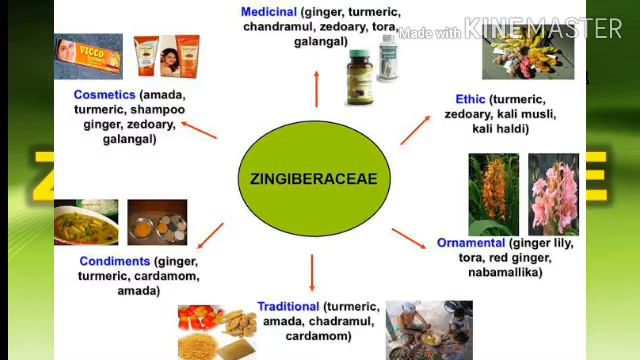 Medicinal (ginger, turmeric,
chandramul, zedoary, tora,
galangal)
Made with KINEMASTER
VICCO
Cosmetics (amada,
turmeric, shampoo
ginger, zedoary,
galangal)
Ethic (turmeric,
zedoary, kali musli,
kali haldi)
ZINGIBERACEAE
Z
E
Condiments (ginger,
turmeric, cardamom,
amada)
Ornamental (ginger lily,
tora, red ginger,
nabamallika)
Traditional (turmeric,
amada, chadramul,
cardamom)